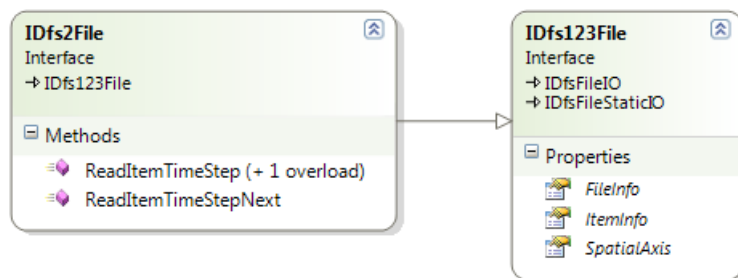 IDfs2File
Interface
IDfs123File
Methods
ReadItemTimeStep (+ 1 overload)
ReadItemTimeStepNext
IDfs123File
Interface
IDfsFileIO
IDfsFileStaticIO
Properties
FileInfo
ItemInfo
SpatialAxis